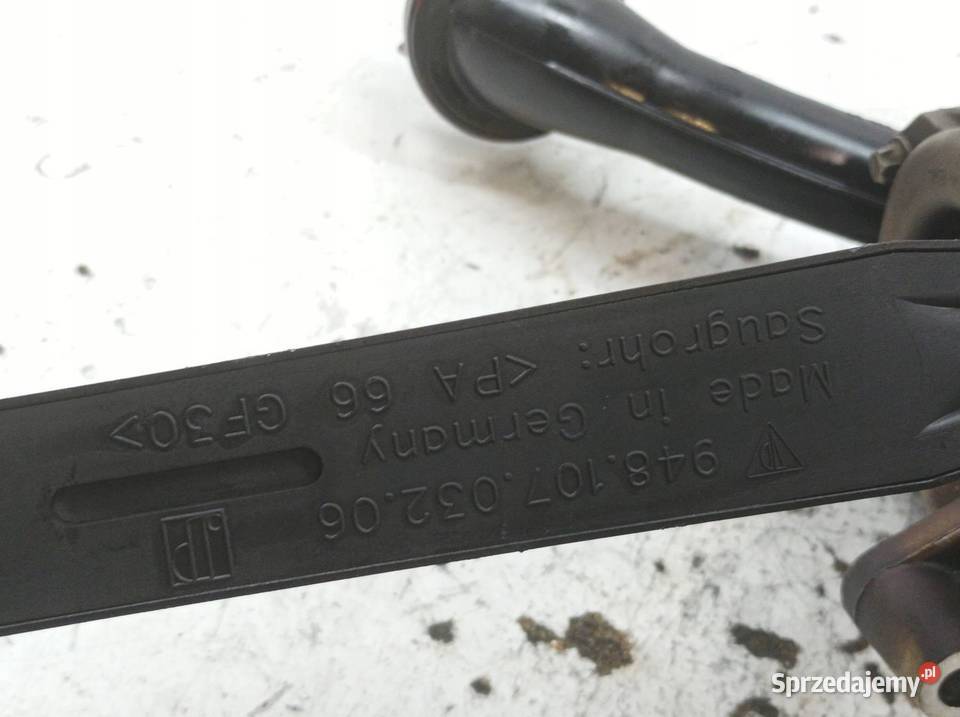 948.107.032.06
Made in Germany
Saugrohr: <PA 66 GF30>
Sprzedajemy.pl